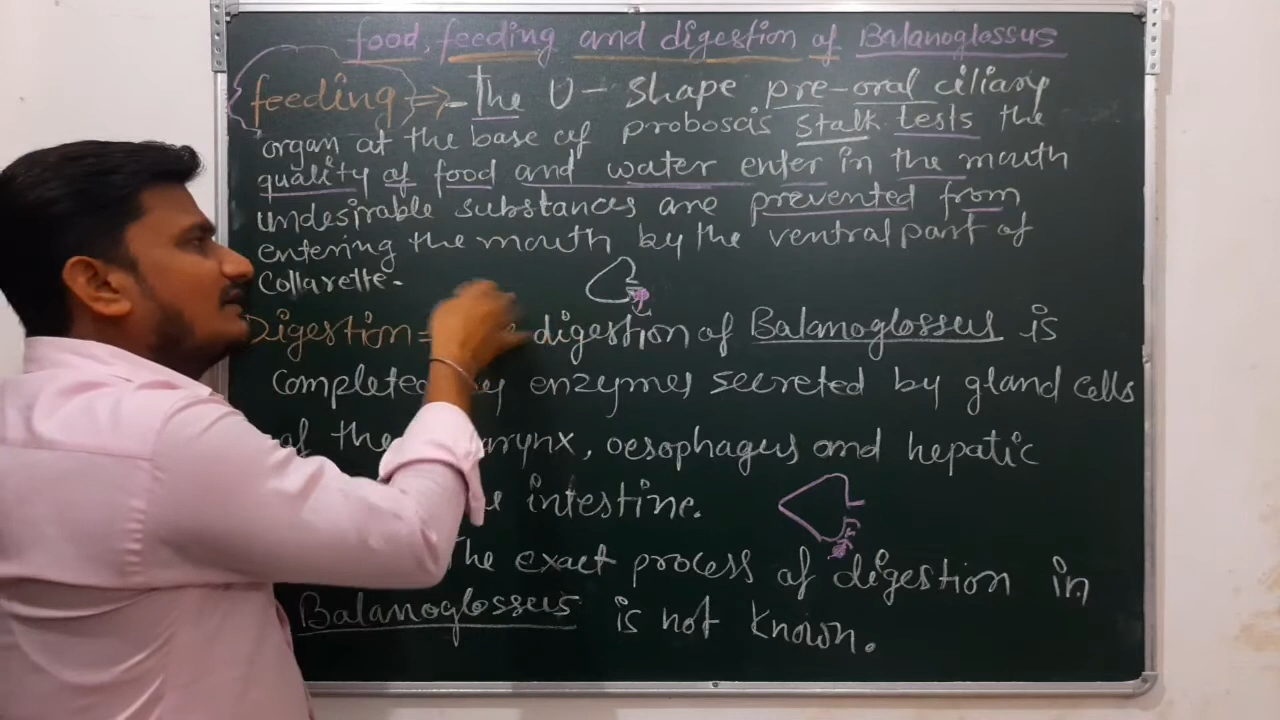 food, feeding and digestion of Balanoglossus
feeding ⇒ - The U - shape pre-oral ciliary
organ at the base of proboscis stalk tests the
quality of food and water enter in the mouth
undesirable substances are prevented from
entering the mouth by the ventral part of
Collarette.
Digestion = digestion of Balanoglossus is
completed by enzymes secreted by gland cells
of the oesophagus and hepatic
intestine.
The exact process of digestion in
Balanoglossus is not known.